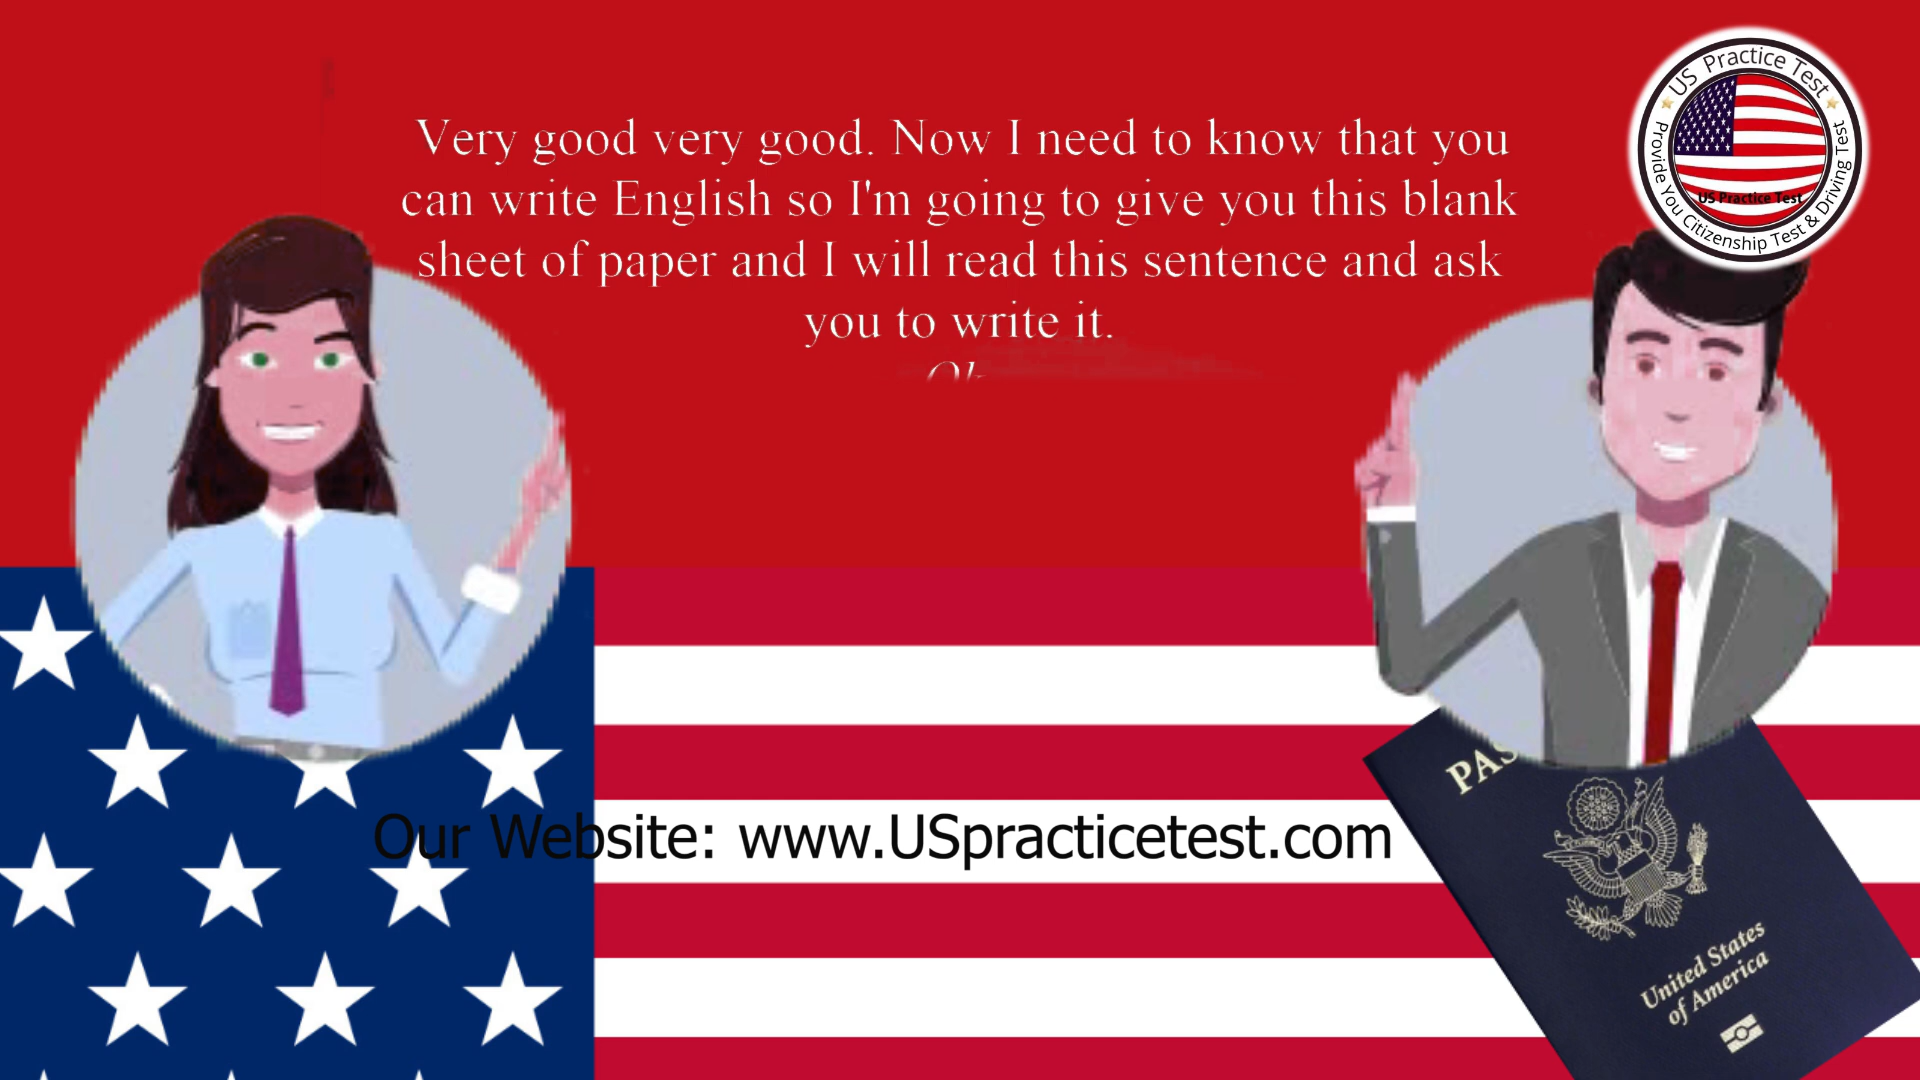 US Practice Test
Provide You Citizenship Test & Driving Test
US Practice Test
Very good very good. Now I need to know that you
can write English so I'm going to give you this blank
sheet of paper and I will read this sentence and ask
you to write it.
Our Website: www.USpracticetest.com
PAS
United States
of America